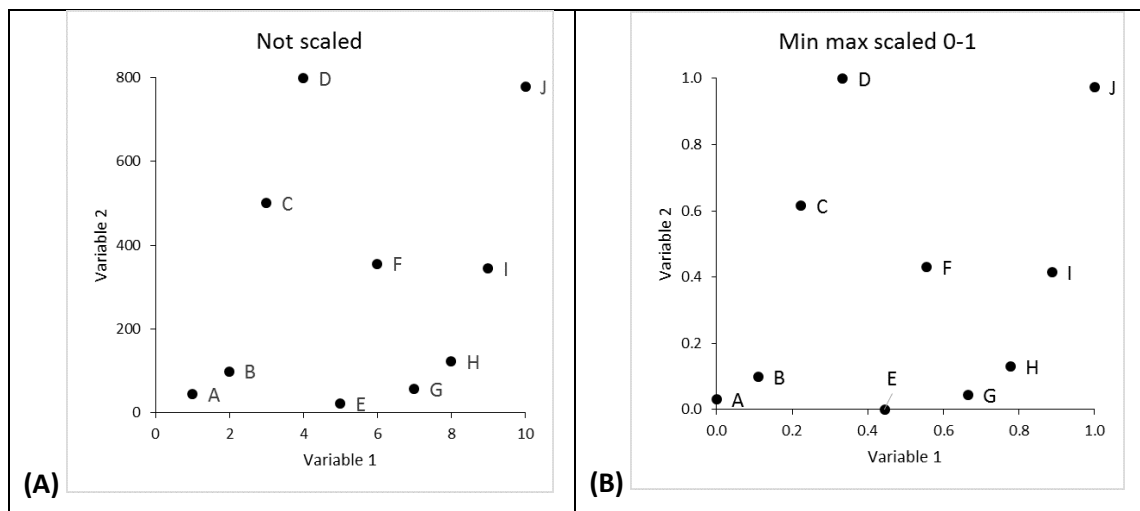 Not scaled
800
600
400
200
0
0 2 4 6 8 10
Variable 2
Variable 1
A
B
C
D
E
F
G
H
I
J
(A)
Min max scaled 0-1
1.0
0.8
0.6
0.4
0.2
0.0
0.0 0.2 0.4 0.6 0.8 1.0
Variable 2
Variable 1
A
B
C
D
E
F
G
H
I
J
(B)